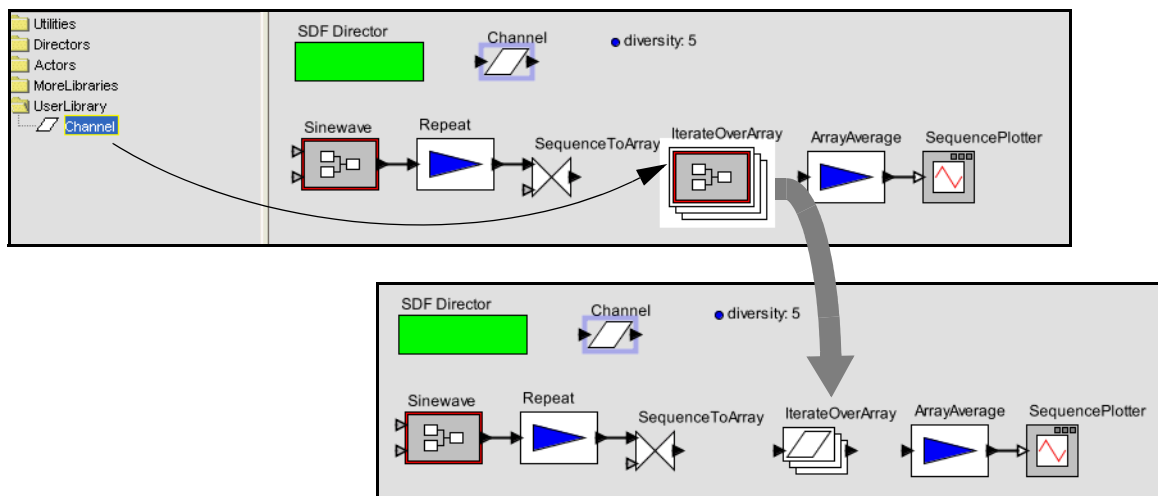 Utilities
Directors
Actors
MoreLibraries
UserLibrary
Channel
SDF Director
Channel
diversity: 5
Sinewave
Repeat
SequenceToArray
IterateOverArray
ArrayAverage
SequencePlotter
SDF Director
Channel
diversity: 5
Sinewave
Repeat
SequenceToArray
IterateOverArray
ArrayAverage
SequencePlotter